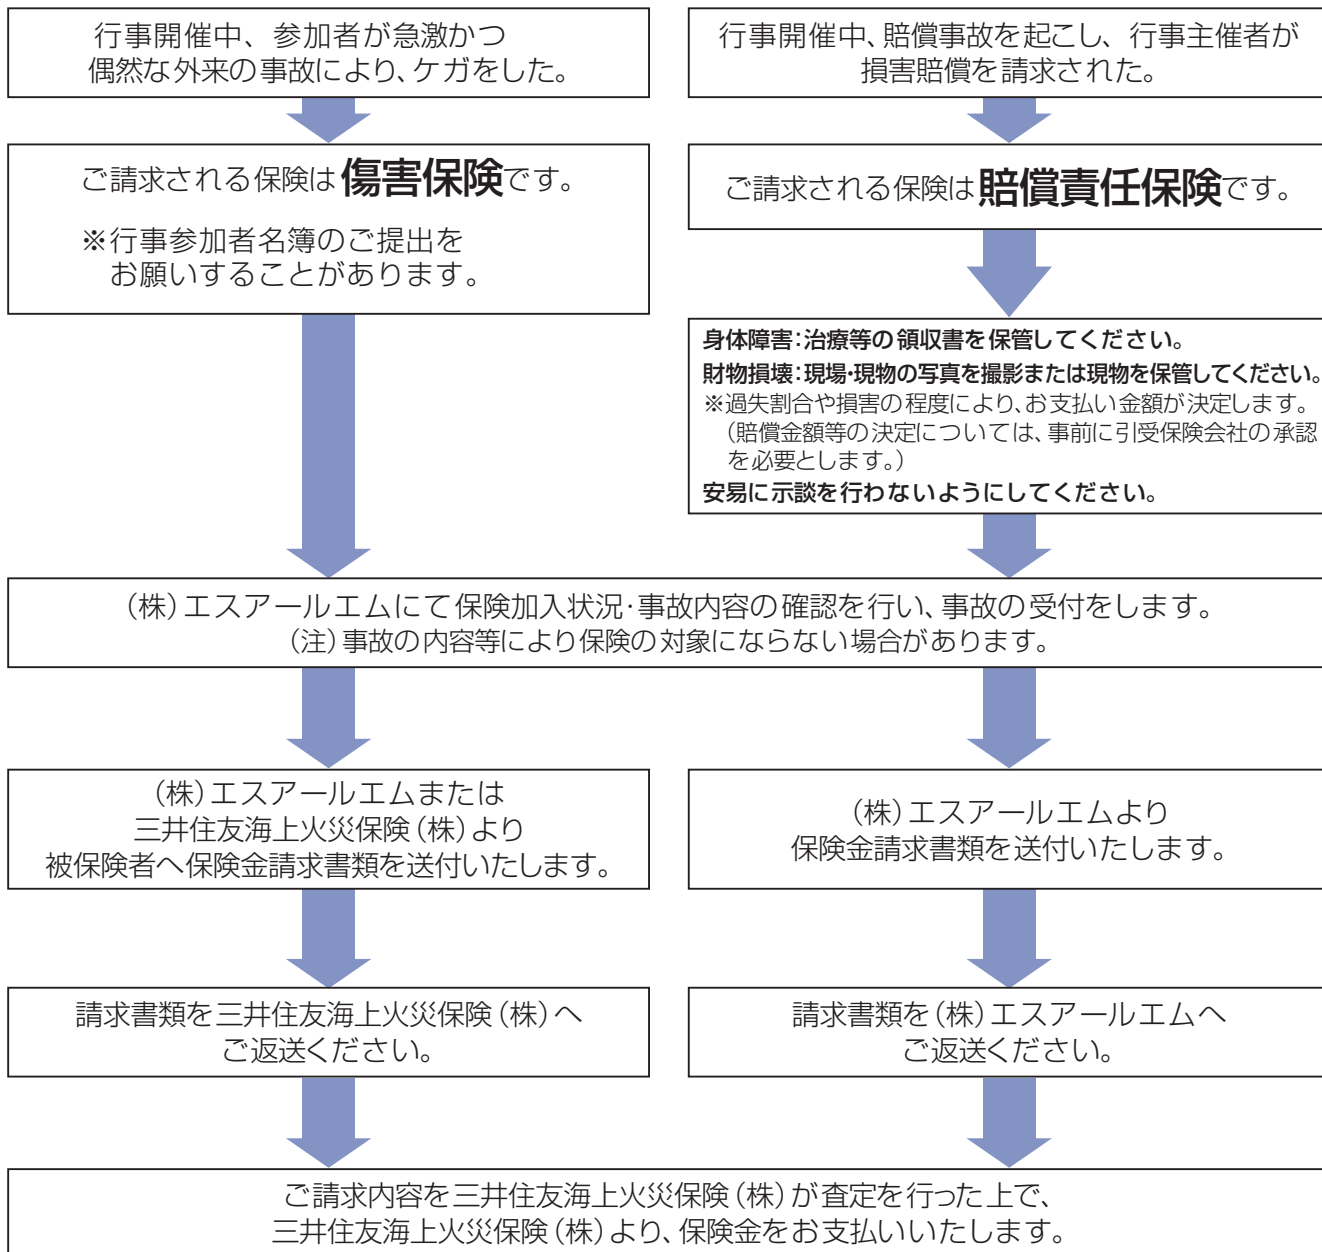 行事開催中、参加者が急激かつ
偶然な外来の事故により、ケガをした。
行事開催中、賠償事故を起こし、行事主催者が
損害賠償を請求された。
ご請求される保険は傷害保険です。
※行事参加者名簿のご提出を
お願いすることがあります。
ご請求される保険は賠償責任保険です。
身体障害：治療等の領収書を保管してください。
財物損壊：現場・現物の写真を撮影または現物を保管してください。
※過失割合や損害の程度により、お支払い金額が決定します。
（賠償金額等の決定については、事前に引受保険会社の承認
を必要とします。）
安易に示談を行わないようにしてください。
（株）エスアールエムにて保険加入状況・事故内容の確認を行い、事故の受付をします。
（注）事故の内容等により保険の対象にならない場合があります。
（株）エスアールエムまたは
三井住友海上火災保険（株）より
被保険者へ保険金請求書類を送付いたします。
（株）エスアールエムより
保険金請求書類を送付いたします。
請求書類を三井住友海上火災保険（株）へ
ご返送ください。
請求書類を（株）エスアールエムへ
ご返送ください。
ご請求内容を三井住友海上火災保険（株）が査定を行った上で、
三井住友海上火災保険（株）より、保険金をお支払いいたします。